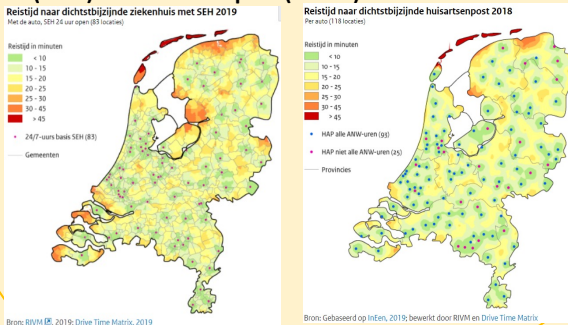 Reistijd naar dichtstbijzijnde ziekenhuis met SEH 2019
Met de auto, SEH 24 uur open (83 locaties)
Reistijd in minuten
< 10
10 - 15
15 - 20
20 - 25
25 - 30
30 - 45
> 45
24/7-uurs basis SEH (83)
Gemeenten
Bron: RIVM, 2019; Drive Time Matrix, 2019
Reistijd naar dichtstbijzijnde huisartsenpost 2018
Per auto (118 locaties)
Reistijd in minuten
< 10
10 - 15
15 - 20
20 - 25
25 - 30
30 - 45
> 45
HAP alle ANW-uren (93)
HAP niet alle ANW-uren (25)
Provincies
Bron: Gebaseerd op InEen, 2019; bewerkt door RIVM en Drive Time Matrix